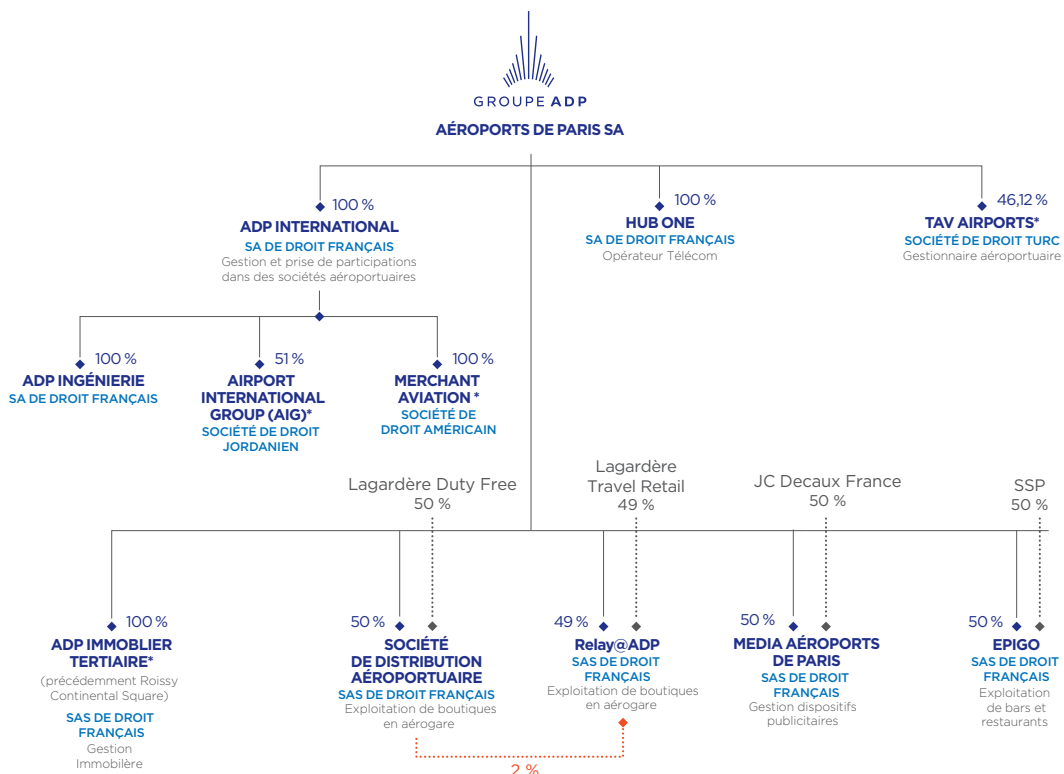 GROUPE ADP
AÉROPORTS DE PARIS SA
100 %
ADP INTERNATIONAL
SA DE DROIT FRANÇAIS
Gestion et prise de participations
dans des sociétés aéroportuaires
100 %
HUB ONE
SA DE DROIT FRANÇAIS
Opérateur Télécom
46,12 %
TAV AIRPORTS*
SOCIÉTÉ DE DROIT TURC
Gestionnaire aéroportuaire
100 %
ADP INGÉNIERIE
SA DE DROIT FRANÇAIS
51 %
AIRPORT
INTERNATIONAL
GROUP (AIG)*
SOCIÉTÉ DE DROIT
JORDANIEN
100 %
MERCHANT
AVIATION *
SOCIÉTÉ DE
DROIT AMÉRICAIN
Lagardère Duty Free
50 %
Lagardère
Travel Retail
49 %
JC Decaux France
50 %
SSP
50 %
100 %
ADP IMMOBLIER
TERTIAIRE*
(précédemment Roissy
Continental Square)
SAS DE DROIT
FRANÇAIS
Gestion
Immobilère
50 %
SOCIÉTÉ
DE DISTRIBUTION
AÉROPORTUAIRE
SAS DE DROIT FRANÇAIS
Exploitation de boutiques
en aérogare
49 %
Relay@ADP
SAS DE DROIT
FRANÇAIS
Exploitation de boutiques
en aérogare
50 %
MEDIA AÉROPORTS
DE PARIS
SAS DE DROIT
FRANÇAIS
Gestion dispositifs
publicitaires
50 %
EPIGO
SAS DE DROIT
FRANÇAIS
Exploitation
de bars et
restaurants
2 %